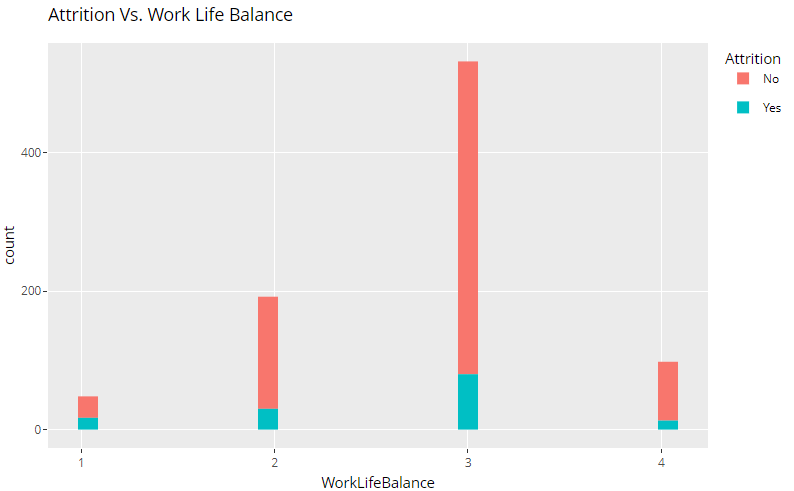 Attrition Vs. Work Life Balance
Attrition
No
Yes
400
200
0
count
1 2 3 4
WorkLifeBalance